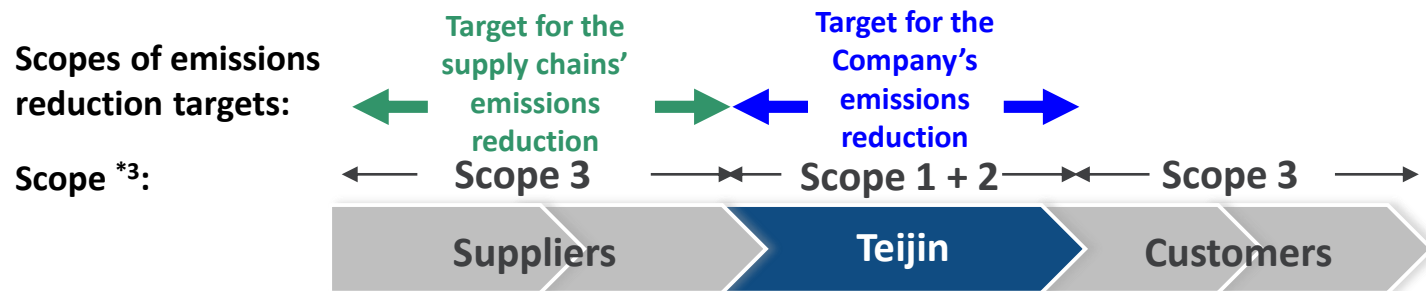 Scopes of emissions
reduction targets:
Target for the
supply chains’
emissions
reduction
Target for the
Company’s
emissions
reduction
Scope *3:
Scope 3
Scope 1 + 2
Scope 3
Suppliers
Teijin
Customers